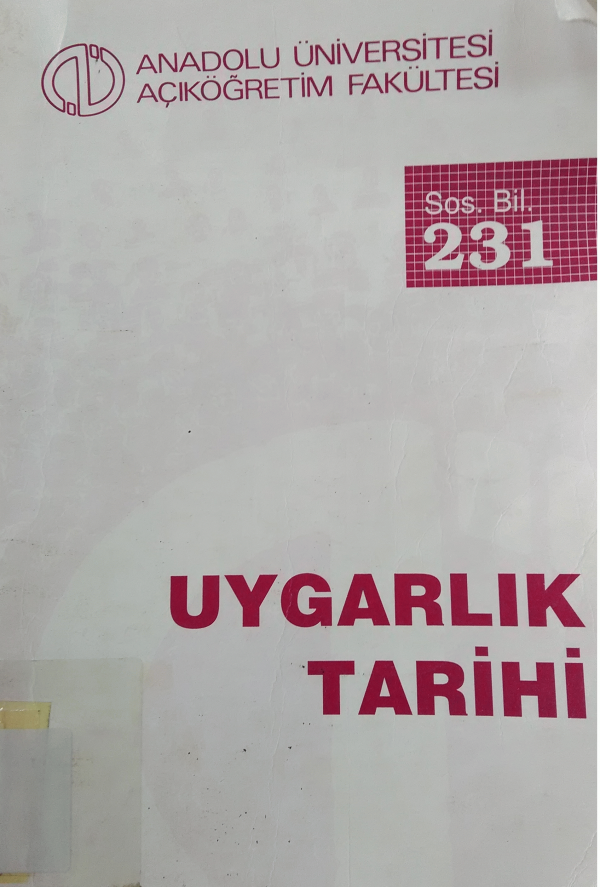 ANADOLU ÜNİVERSİTESİ
AÇIKÖĞRETİM FAKÜLTESİ
Sos. Bil.
231
UYGARLIK
TARİHİ